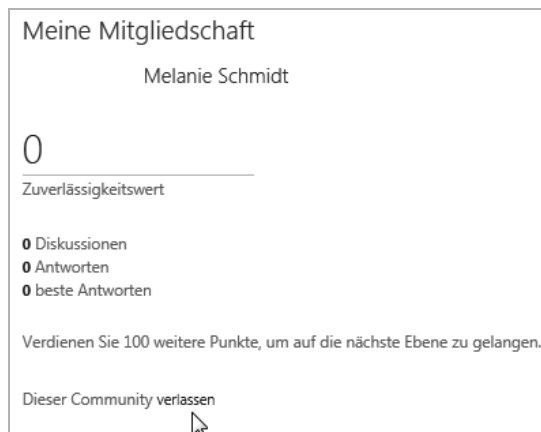 Meine Mitgliedschaft
Melanie Schmidt
0
Zuverlässigkeitswert
0 Diskussionen
0 Antworten
0 beste Antworten
Verdienen Sie 100 weitere Punkte, um auf die nächste Ebene zu gelangen.
Dieser Community verlassen